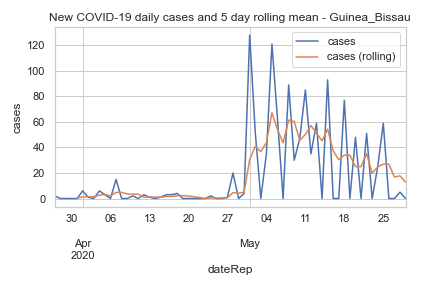 New COVID-19 daily cases and 5 day rolling mean - Guinea_Bissau
cases
cases (rolling)
120
100
80
60
40
20
0
cases
30 06 13 20 27 04 11 18 25
Apr May
2020
dateRep